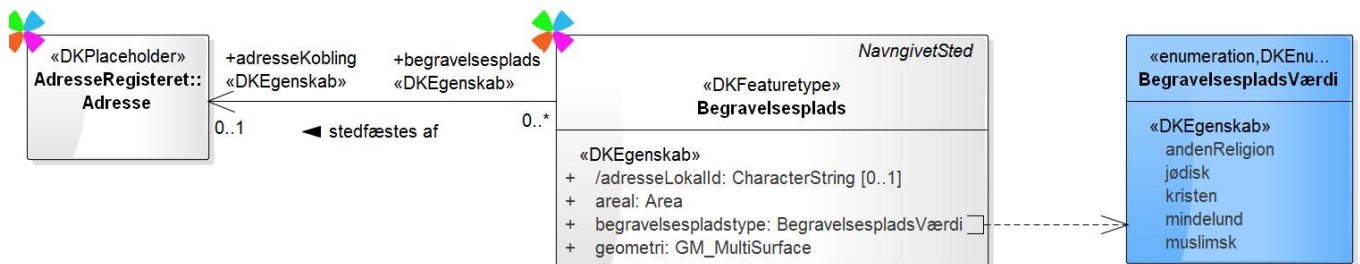 «DKPlaceholder»
AdresseRegisteret::
Adresse
+adresseKobling
«DKEgenskab»
0..1
stedfæstes af
+begravelsesplads
«DKEgenskab»
0..*
NavngivetSted
«DKFeaturetype»
Begravelsesplads
«DKEgenskab»
+ /adresseLokalId: CharacterString [0..1]
+ areal: Area
+ begravelsespladstype: BegravelsespladsVærdi
+ geometri: GM_MultiSurface
«enumeration,DKEnu...
BegravelsespladsVærdi
«DKEgenskab»
andenReligion
jødisk
kristen
mindelund
muslimsk